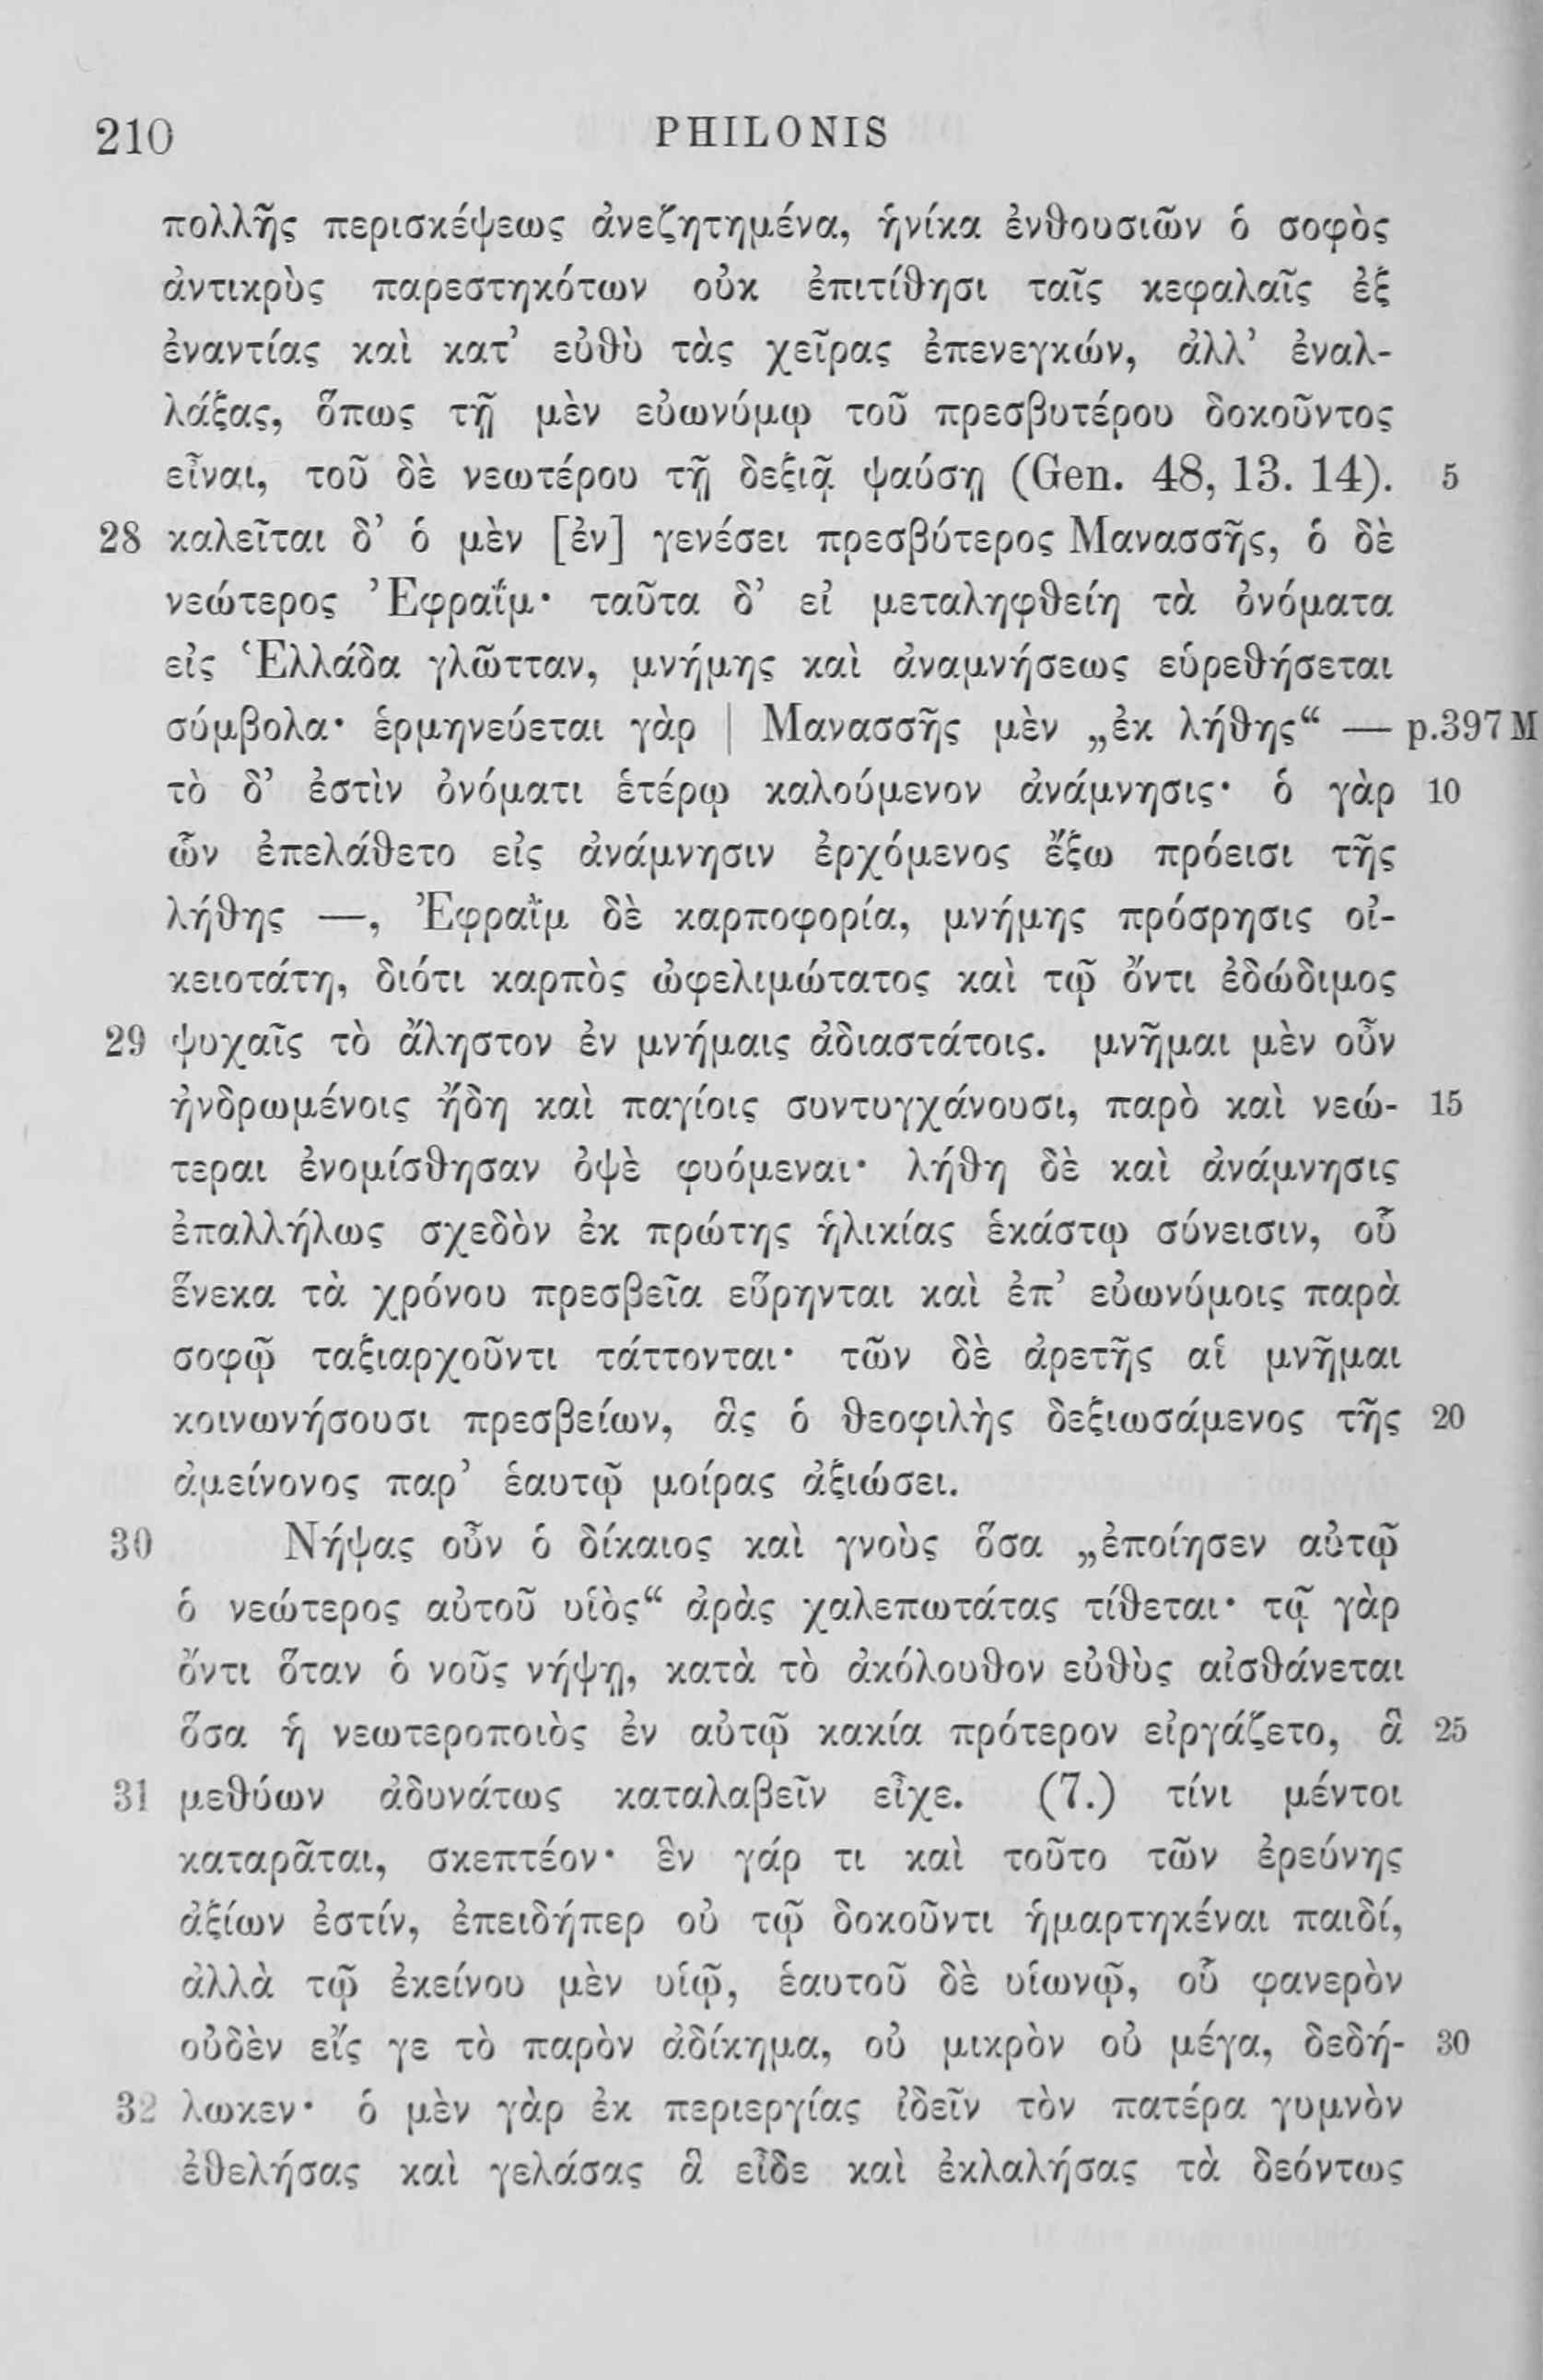 210 PHILONIS
πολλῆς περισκέψεως ἀνεζητημένα, ἡνίκα ἐνθουσιῶν ὁ σοφὸς
ἀντικρὺς παρεστηκότων οὐκ ἐπιτίθησι ταῖς κεφαλαῖς ἐξ
ἐναντίας καὶ κατ’ εὐθὺ τὰς χεῖρας ἐπενεγκών, ἀλλ’ ἐναλ-
λάξας, ὅπως τῇ μὲν εὐωνύμῳ τοῦ πρεσβυτέρου δοκοῦντος
εἶναι, τοῦ δὲ νεωτέρου τῇ δεξιᾷ ψαύσῃ (Gen. 48, 13. 14). 5
28 καλεῖται δ’ ὁ μὲν [ἐν] γενέσει πρεσβύτερος Μανασσῆς, ὁ δὲ
νεώτερος Ἐφραΐμ· ταῦτα δ’ εἰ μεταληφθείη τὰ ὀνόματα
εἰς Ἑλλάδα γλῶτταν, μνήμης καὶ ἀναμνήσεως εὑρεθήσεται
σύμβολα· ἑρμηνεύεται γὰρ | Μανασσῆς μὲν „ἐκ λήθης“ — p.397 M
τὸ δ’ ἐστὶν ὀνόματι ἑτέρῳ καλούμενον ἀνάμνησις· ὁ γὰρ 10
ὧν ἐπελάθετο εἰς ἀνάμνησιν ἐρχόμενος ἔξω πρόεισι τῆς
λήθης —, Ἐφραῒμ δὲ καρποφορία, μνήμης πρόσρησις οἰ-
κειοτάτη, διότι καρπὸς ὠφελιμώτατος καὶ τῷ ὄντι ἐδώδιμος
29 ψυχαῖς τὸ ἄληστον ἐν μνήμαις ἀδιαστάτοις. μνῆμαι μὲν οὖν
ἠνδρωμένοις ἤδη καὶ παγίοις συντυγχάνουσι, παρὸ καὶ νεώ- 15
τεραι ἐνομίσθησαν ὀψὲ φυόμεναι· λήθη δὲ καὶ ἀνάμνησις
ἐπαλλήλως σχεδὸν ἐκ πρώτης ἡλικίας ἑκάστῳ σύνεισιν, οὗ
ἕνεκα τὰ χρόνου πρεσβεῖα εὕρηνται καὶ ἐπ’ εὐωνύμοις παρὰ
σοφῷ ταξιαρχοῦντι τάττονται· τῶν δὲ ἀρετῆς αἱ μνῆμαι
κοινωνήσουσι πρεσβείων, ἃς ὁ θεοφιλὴς δεξιωσάμενος τῆς 20
ἀμείνονος παρ’ ἑαυτῷ μοίρας ἀξιώσει.
30 Νήψας οὖν ὁ δίκαιος καὶ γνοὺς ὅσα „ἐποίησεν αὐτῷ
ὁ νεώτερος αὐτοῦ υἱὸς“ ἀρὰς χαλεπωτάτας τίθεται· τῷ γὰρ
ὄντι ὅταν ὁ νοῦς νήψῃ, κατὰ τὸ ἀκόλουθον εὐθὺς αἰσθάνεται
ὅσα ἡ νεωτεροποιὸς ἐν αὐτῷ κακία πρότερον εἰργάζετο, ἃ 25
31 μεθύων ἀδυνάτως καταλαβεῖν εἶχε. (7.) τίνι μέντοι
καταρᾶται, σκεπτέον· ἓν γάρ τι καὶ τοῦτο τῶν ἐρεύνης
ἀξίων ἐστίν, ἐπειδήπερ οὐ τῷ δοκοῦντι ἡμαρτηκέναι παιδί,
ἀλλὰ τῷ ἐκείνου μὲν υἱῷ, ἑαυτοῦ δὲ υἱωνῷ, οὗ φανερὸν
οὐδὲν εἴς γε τὸ παρὸν ἀδίκημα, οὐ μικρὸν οὐ μέγα, δεδή- 30
32 λωκεν· ὁ μὲν γὰρ ἐκ περιεργίας ἰδεῖν τὸν πατέρα γυμνὸν
ἐθελήσας καὶ γελάσας ἃ εἶδε καὶ ἐκλαλήσας τὰ δεόντως